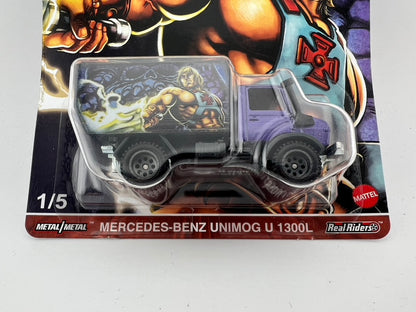 1/5
MATTEL
METAL/METAL
MERCEDES-BENZ UNIMOG U 1300L
Real Riders